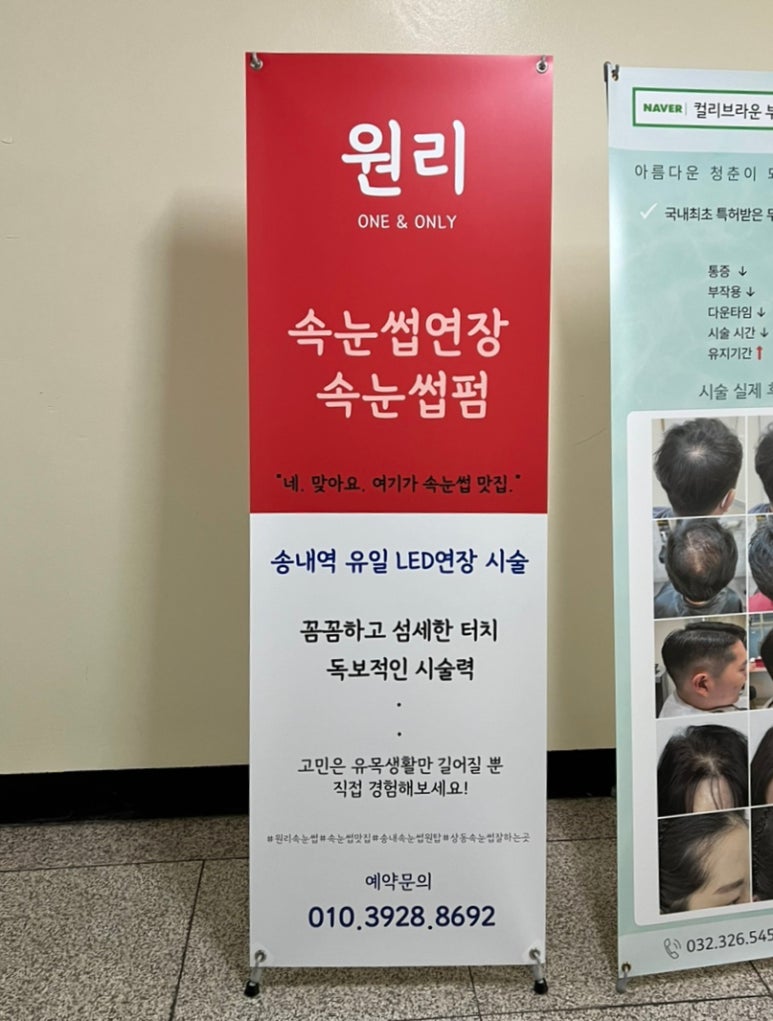 원리
ONE & ONLY
속눈썹연장
속눈썹펌
"네. 맞아요. 여기가 속눈썹 맛집."
송내역 유일 LED연장 시술
꼼꼼하고 섬세한 터치
독보적인 시술력
.
.
고민은 유목생활만 길어질 뿐
직접 경험해보세요!
#원리속눈썹#속눈썹맛집#송내속눈썹원탑#상동속눈썹잘하는곳
예약문의
010.3928.8692
NAVER 컬리브라운
아름다운 청춘이
국내최초 특허받은
통증 ↓
부작용 ↓
다운타임 ↓
시술 시간 ↓
유지기간 ↑
시술 실제
032.326.545